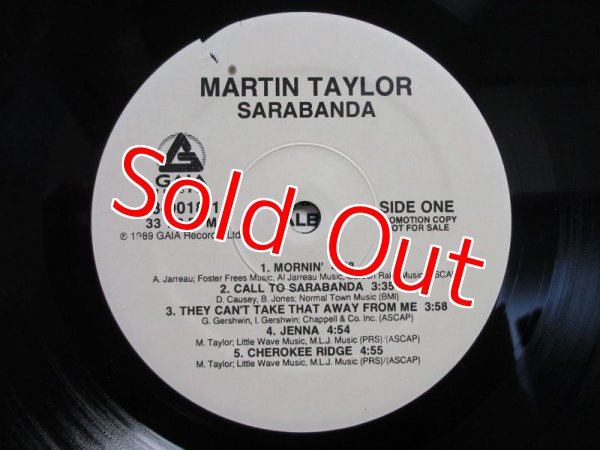 MARTIN TAYLOR
SARABANDA
GAIA
33
SIDE ONE
PROMOTION COPY
NOT FOR SALE
℗ 1989 GAIA Records, Ltd.
Sold Out
1. MORNIN'
A. Jarreau; Foster Frees Music, Al Jarreau Music, Music (ASCAP)
2. CALL TO SARABANDA 3:35
D. Causey, B. Jones; Normal Town Music (BMI)
3. THEY CAN'T TAKE THAT AWAY FROM ME 3:58
G. Gershwin, I. Gershwin; Chappell & Co. Inc. (ASCAP)
4. JENNA 4:54
M. Taylor; Little Wave Music, M.L.J. Music (PRS)/(ASCAP)
5. CHEROKEE RIDGE 4:55
M. Taylor; Little Wave Music, M.L.J. Music (PRS)/(ASCAP)